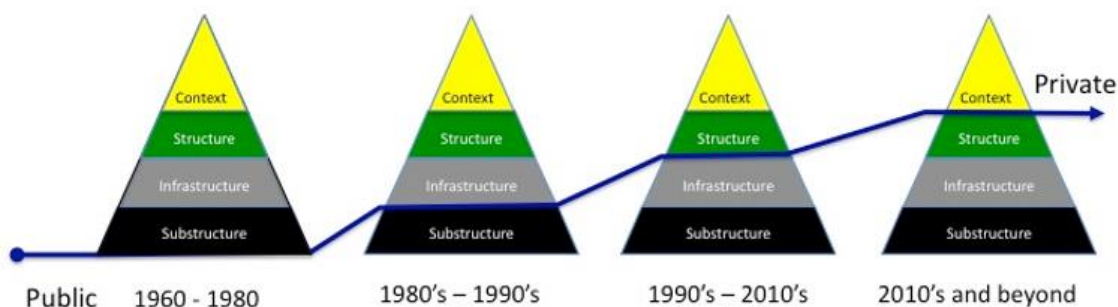 Context
Structure
Infrastructure
Substructure
Context
Structure
Infrastructure
Substructure
Context
Structure
Infrastructure
Substructure
Context
Structure
Infrastructure
Substructure
Private
Public
1960 - 1980
1980's – 1990's
1990's – 2010's
2010's and beyond